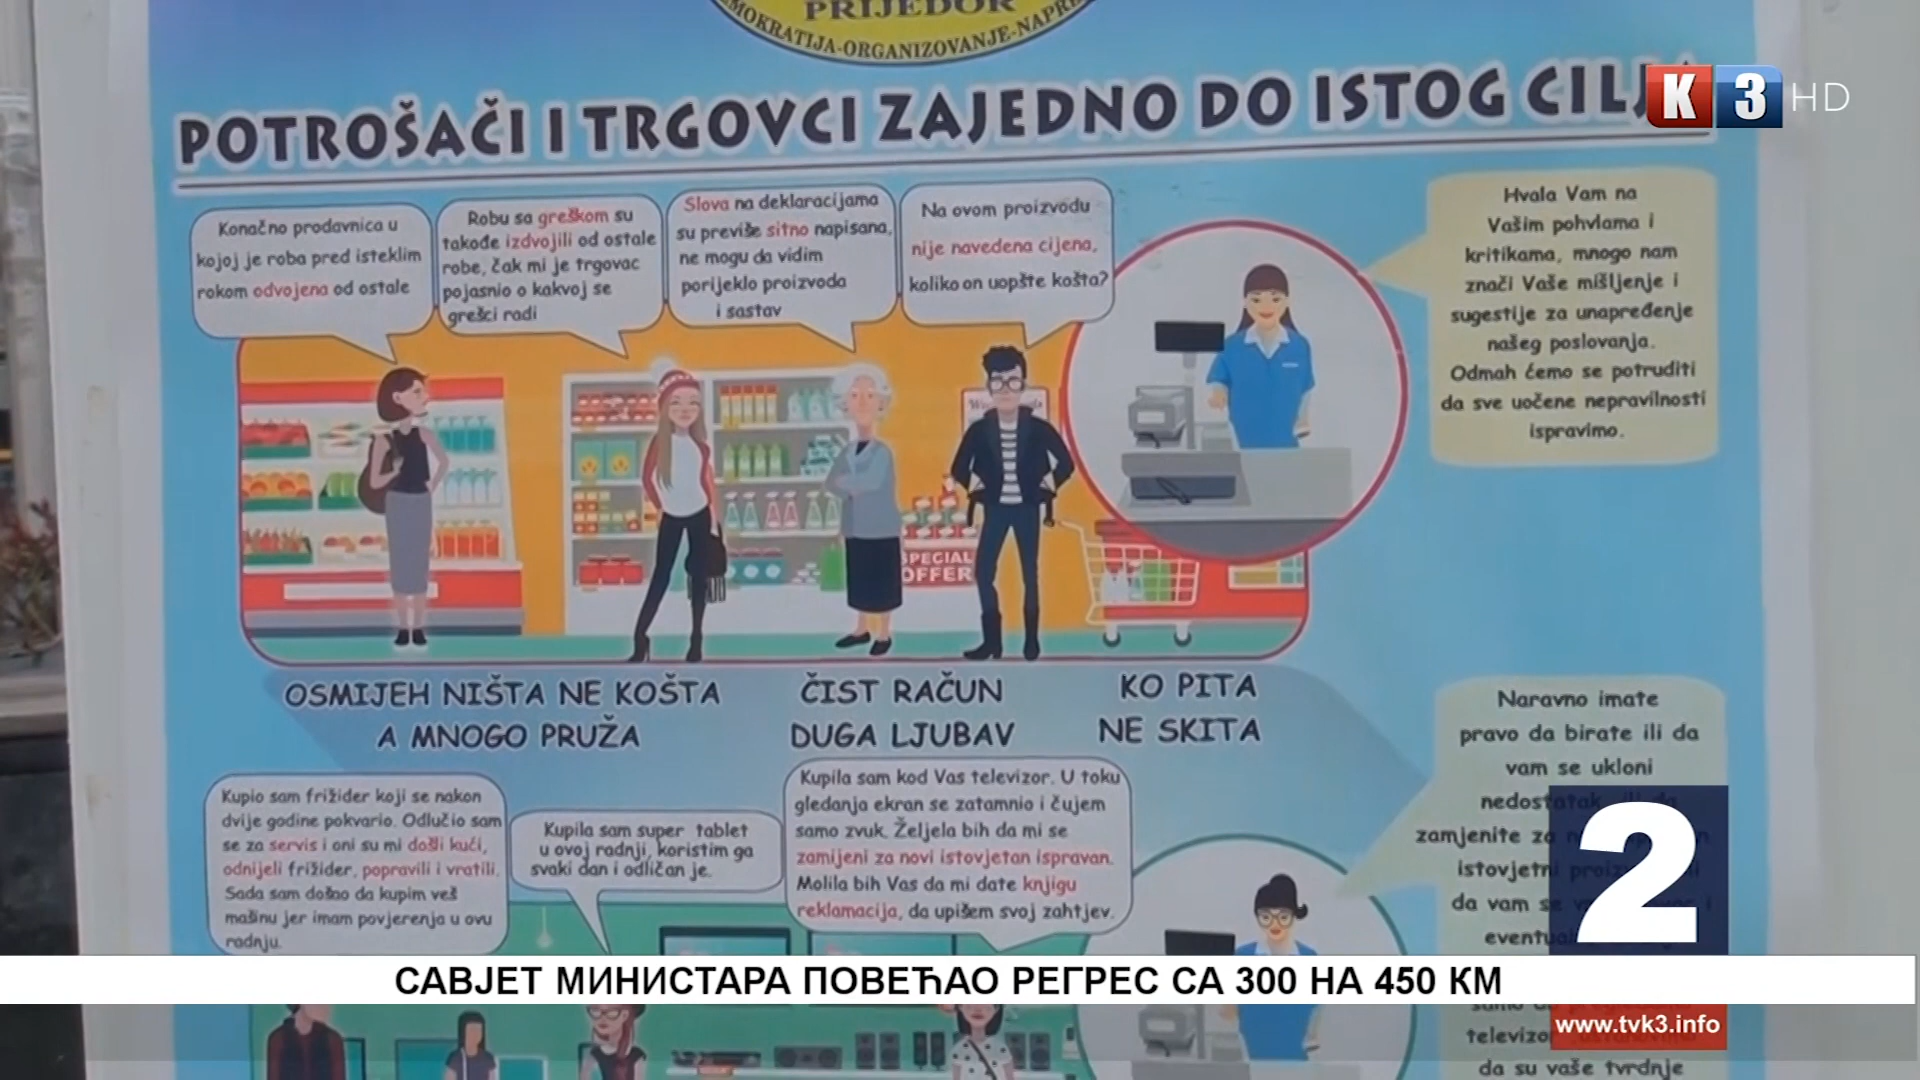 PRIJEDOR
DEMOKRATIJA-ORGANIZOVANJE-NAPRE
POTROŠAČI I TRGOVCI ZAJEDNO DO ISTOG CILJA
K3 HD
Konačno prodavnica u
kojoj je roba pred isteklim
rokom odvojena od ostale
Robu sa greškom su
takođe izdvojili od ostale
robe, čak mi je trgovac
pojasnio o kakvoj se
grešci radi
Slova na deklaracijama
su previše sitno napisana,
ne mogu da vidim
porijeklo proizvoda
i sastav
Na ovom proizvodu
nije navedena cijena,
koliko on uopšte košta?
Hvala Vam na
Vašim pohvlama i
kritikama, mnogo nam
znači Vaše mišljenje i
sugestije za unapređenje
našeg poslovanja.
Odmah ćemo se potruditi
da sve uočene nepravilnosti
ispravimo.
SPECIAL
OFFER
OSMIJEH NIŠTA NE KOŠTA
A MNOGO PRUŽA
ČIST RAČUN
DUGA LJUBAV
KO PITA
NE SKITA
Kupio sam frižider koji se nakon
dvije godine pokvario. Odlučio sam
se za servis i oni su mi došli kući,
odnijeli frižider, popravili i vratili.
Sada sam došao da kupim veš
mašinu jer imam povjerenja u ovu
radnju.
Kupila sam super tablet
u ovoj radnji, koristim ga
svaki dan i odličan je.
Kupila sam kod Vas televizor. U toku
gledanja ekran se zatamnio i čujem
samo zvuk. Željela bih da mi se
zamijeni za novi istovjetan ispravan.
Molila bih Vas da mi date knjigu
reklamacija, da upišem svoj zahtjev.
Naravno imate
pravo da birate ili da
vam se ukloni
nedostatak, ili da
zamjenite za
istovjetni
da vam se
2
САВЈЕТ МИНИСТАРА ПОВЕЋАО РЕГРЕС СА 300 НА 450 КМ
www.tvk3.info
da su vaše tvrdnje